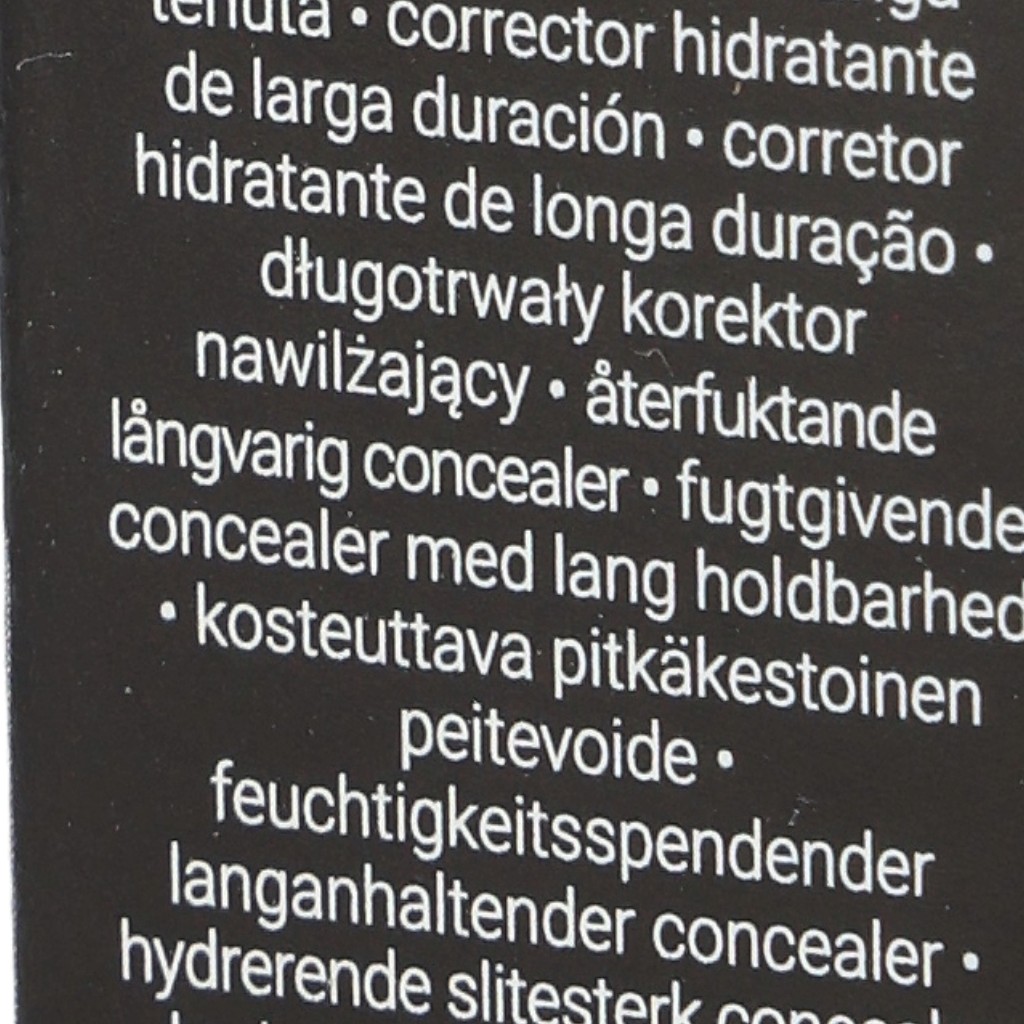 tenuta • corrector hidratante
de larga duración • corretor
hidratante de longa duração •
długotrwały korektor
nawilżający • återfuktande
långvarig concealer • fugtgivende
concealer med lang holdbarhed
• kosteuttava pitkäkestoinen
peitevoide •
feuchtigkeitsspendender
langanhaltender concealer •
hydrerende slitesterk